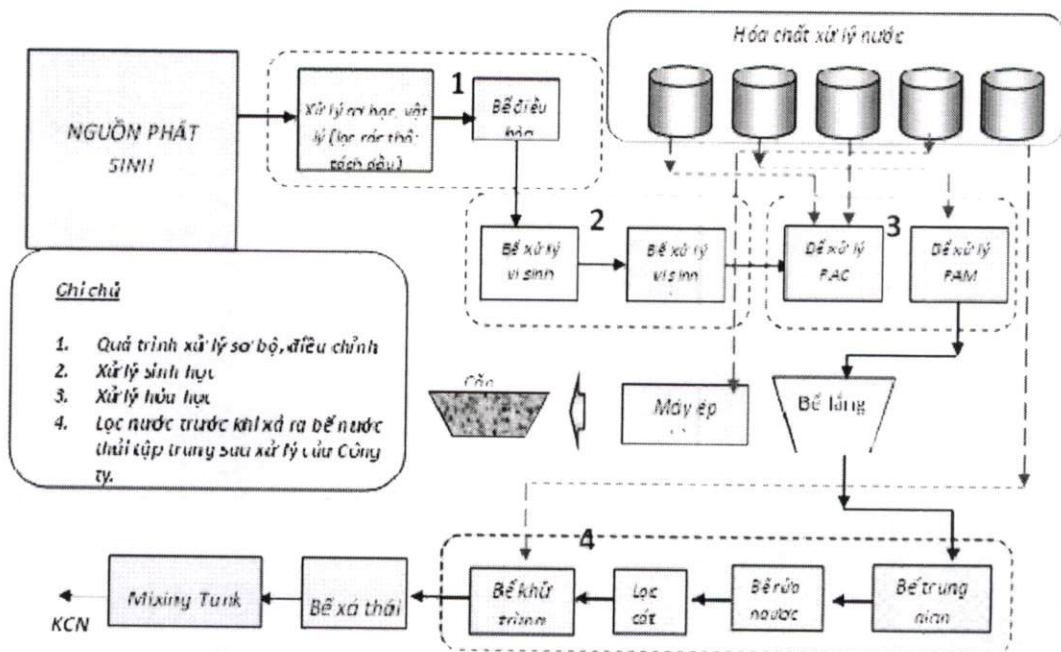 Hóa chất xử lý nước
NGUỒN PHÁT
SINH
1
Xử lý cơ học, vật
lý (lọc rác thô;
tách dầu)
Bể điều
hòa
2
Bể xử lý
vi sinh
Bể xử lý
vi sinh
3
Bể xử lý
PAC
Bể xử lý
PAM
Ghi chú
1. Quá trình xử lý sơ bộ, điều chỉnh
2. Xử lý sinh học
3. Xử lý hóa học
4. Lọc nước trước khi xả ra bể nước
thải tập trung sau xử lý của Công
ty.
Cặn
Máy ép
Bể lắng
4
KCN
Mixing Tank
Bể xả thải
Bể khử
trùng
Lọc
cát
Bể rửa
ngược
Bể trung
gian